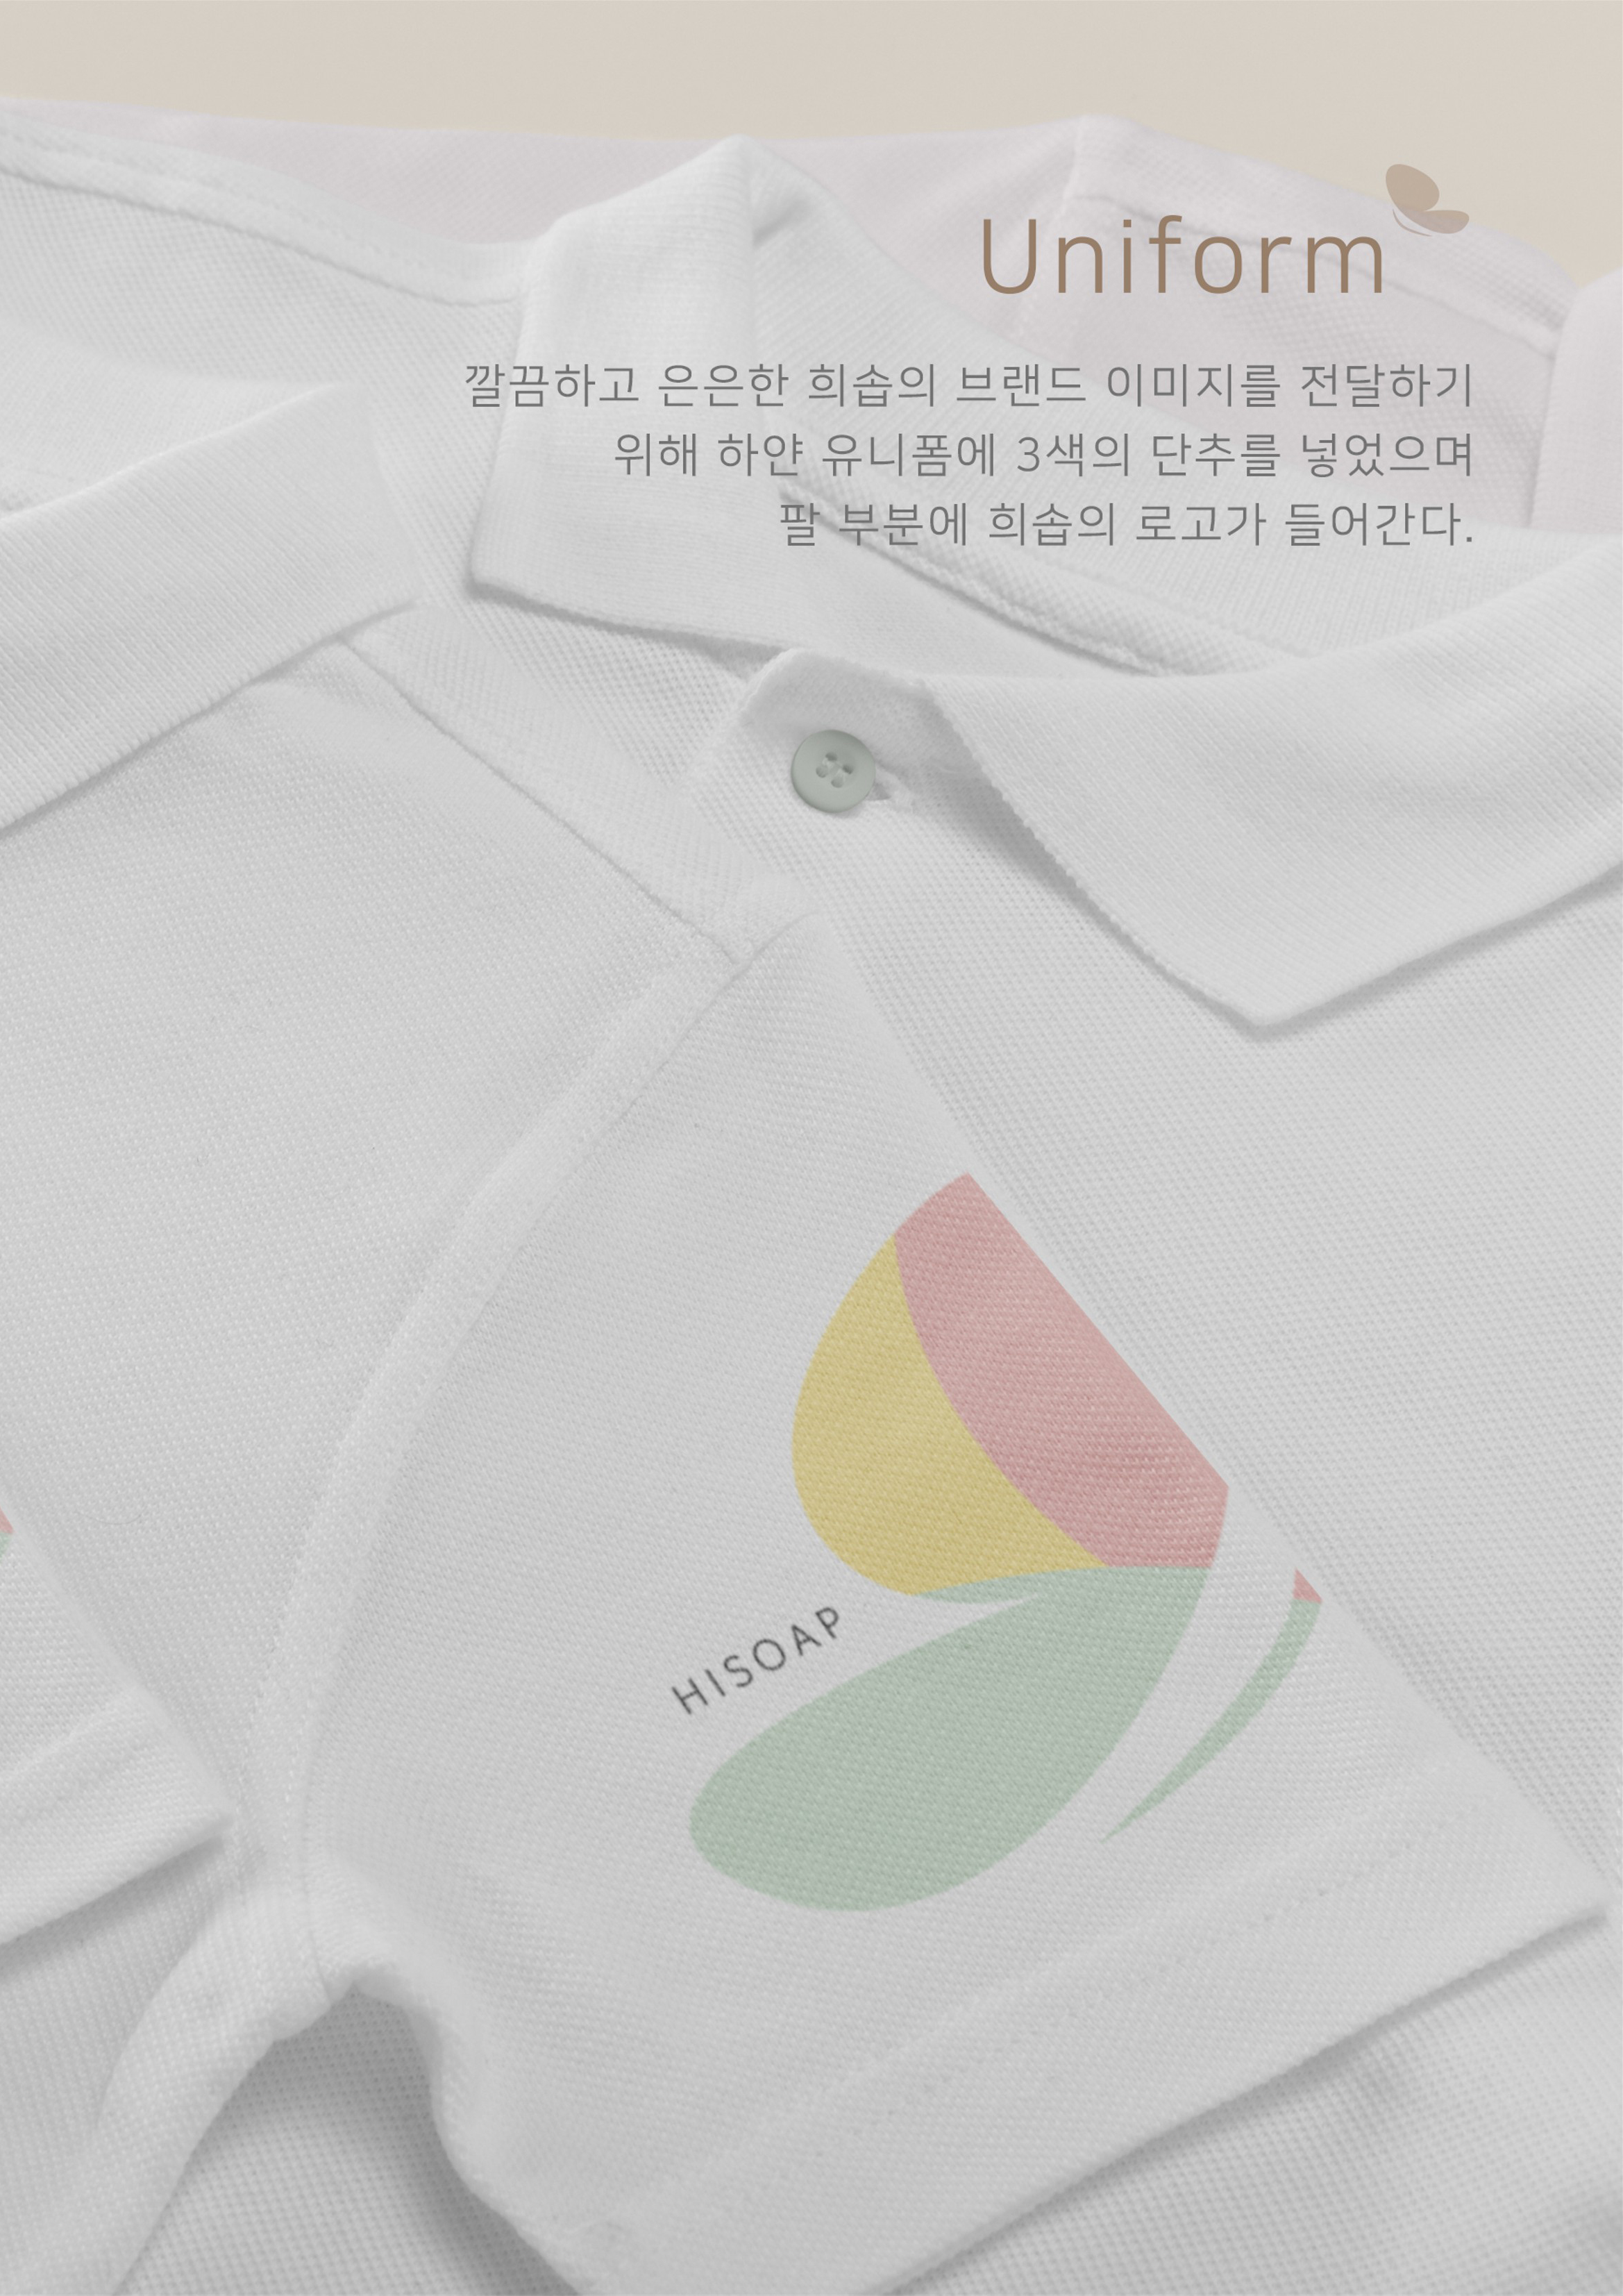 Uniform
깔끔하고 은은한 희솝의 브랜드 이미지를 전달하기
위해 하얀 유니폼에 3색의 단추를 넣었으며
팔 부분에 희솝의 로고가 들어간다.
HISOAP